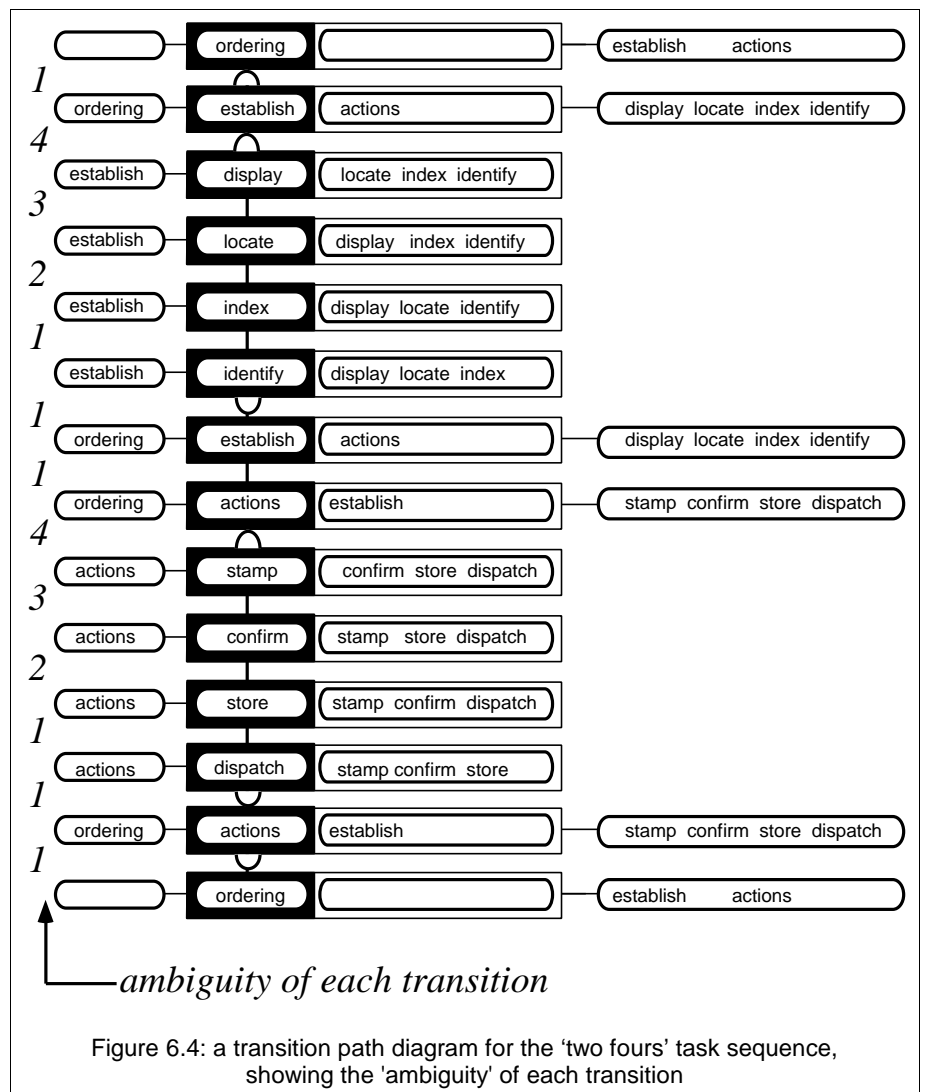 ordering establish actions
1
ordering establish actions display locate index identify
4
establish display locate index identify
3
establish locate display index identify
2
establish index display locate identify
1
establish identify display locate index
1
ordering establish actions display locate index identify
1
ordering actions establish stamp confirm store dispatch
4
actions stamp confirm store dispatch
3
actions confirm stamp store dispatch
2
actions store stamp confirm dispatch
1
actions dispatch stamp confirm store
1
ordering actions establish stamp confirm store dispatch
1
ordering establish actions
ambiguity of each transition
Figure 6.4: a transition path diagram for the ‘two fours’ task sequence,
showing the 'ambiguity' of each transition